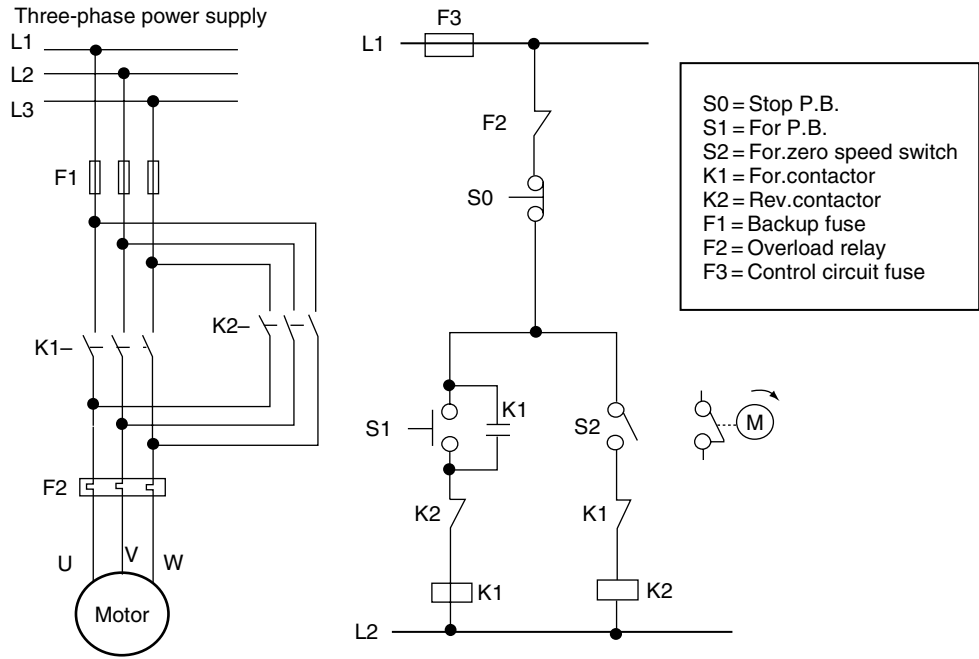 Three-phase power supply
L1
L2
L3
F1
K1
K2
F2
U
V
W
Motor
L1
F3
F2
S0
S1
K1
S2
M
K2
K1
K1
K2
L2
S0 = Stop P.B.
S1 = For P.B.
S2 = For.zero speed switch
K1 = For.contactor
K2 = Rev.contactor
F1 = Backup fuse
F2 = Overload relay
F3 = Control circuit fuse